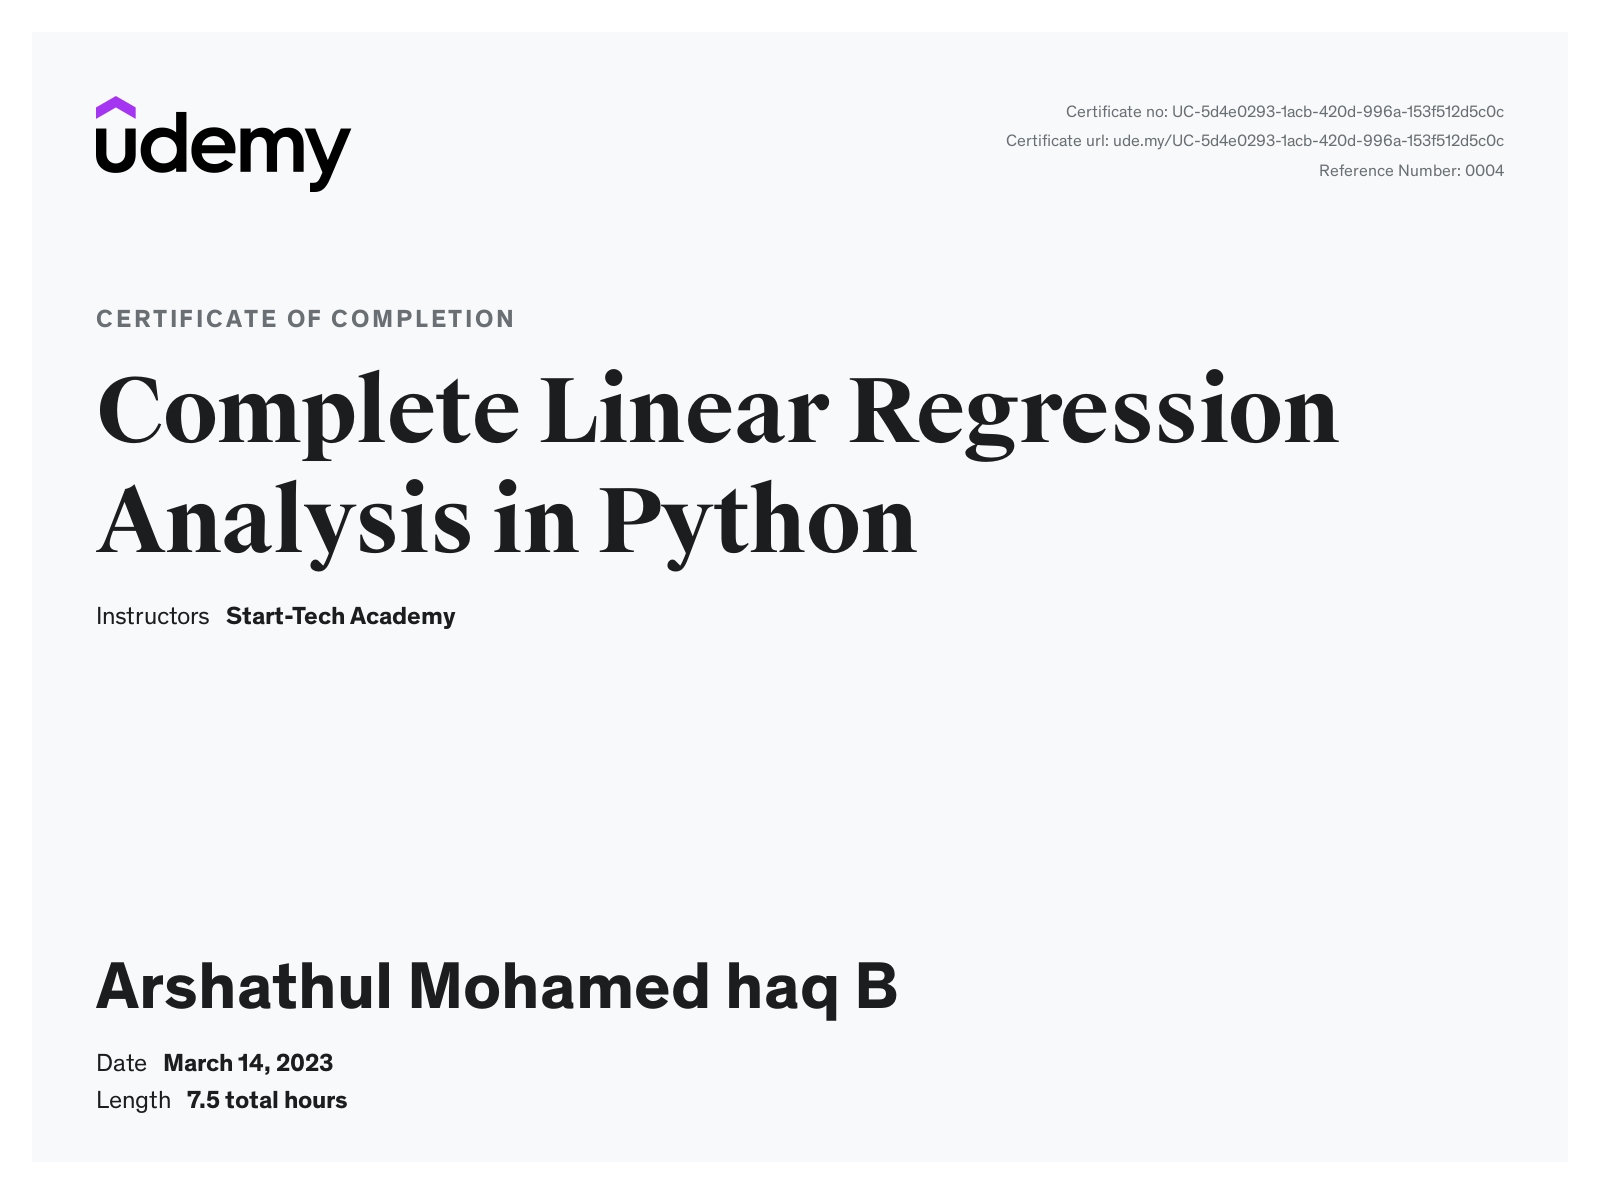 udemy
Certificate no: UC-5d4e0293-1acb-420d-996a-153f512d5c0c
Certificate url: ude.my/UC-5d4e0293-1acb-420d-996a-153f512d5c0c
Reference Number: 0004
CERTIFICATE OF COMPLETION
Complete Linear Regression
Analysis in Python
Instructors Start-Tech Academy
Arshathul Mohamed haq B
Date March 14, 2023
Length 7.5 total hours